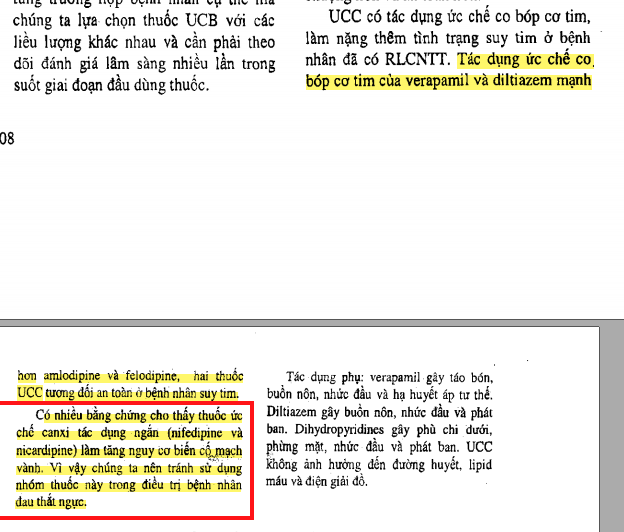 chúng ta lựa chọn thuốc UCB với các
liều lượng khác nhau và cần phải theo
dõi đánh giá lâm sàng nhiều lần trong
suốt giai đoạn đầu dùng thuốc.
08
UCC có tác dụng ức chế co bóp cơ tim,
làm nặng thêm tình trạng suy tim ở bệnh
nhân đã có RLCNTT. Tác dụng ức chế co
bóp cơ tim của verapamil và diltiazem mạnh
hơn amlodipine và felodipine, hai thuốc
UCC tương đối an toàn ở bệnh nhân suy tim.
Có nhiều bằng chứng cho thấy thuốc ức
chế canxi tác dụng ngắn (nifedipine và
nicardipine) làm tăng nguy cơ biến cố mạch
vành. Vì vậy chúng ta nên tránh sử dụng
nhóm thuốc này trong điều trị bệnh nhân
đau thắt ngực.
Tác dụng phụ: verapamil gây táo bón,
buồn nôn, nhức đầu và hạ huyết áp tư thế.
Diltiazem gây buồn nôn, nhức đầu và phát
ban. Dihydropyridines gây phù chi dưới,
phừng mặt, nhức đầu và phát ban. UCC
không ảnh hưởng đến đường huyết, lipid
máu và điện giải đồ.